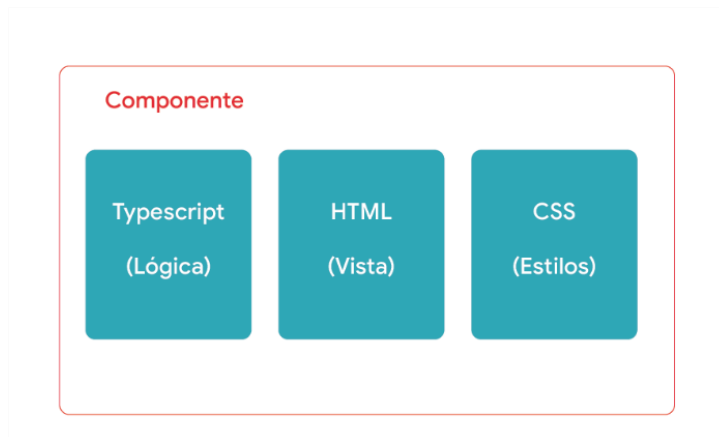 Componente
Typescript
(Lógica)
HTML
(Vista)
CSS
(Estilos)